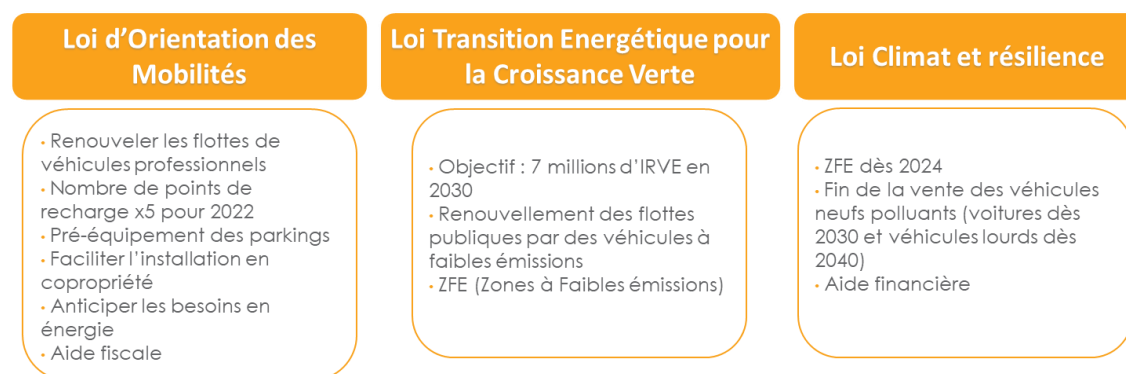 Loi d'Orientation des
Mobilités
• Renouveler les flottes de
véhicules professionnels
• Nombre de points de
recharge x5 pour 2022
• Pré-équipement des parkings
• Faciliter l'installation en
copropriété
• Anticiper les besoins en
énergie
• Aide fiscale
Loi Transition Energétique pour
la Croissance Verte
• Objectif : 7 millions d'IRVE en
2030
• Renouvellement des flottes
publiques par des véhicules à
faibles émissions
• ZFE (Zones à Faibles émissions)
Loi Climat et résilience
• ZFE dès 2024
• Fin de la vente des véhicules
neufs polluants (voitures dès
2030 et véhicules lourds dès
2040)
• Aide financière